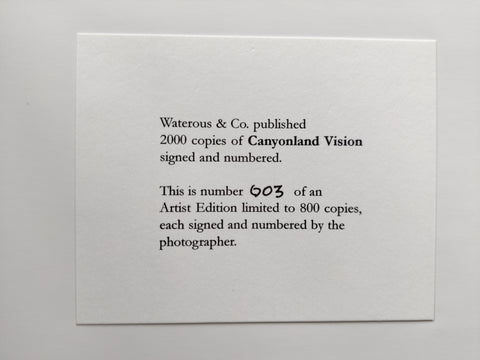 Waterous & Co. published
2000 copies of Canyonland Vision
signed and numbered.
This is number 603 of an
Artist Edition limited to 800 copies,
each signed and numbered by the
photographer.